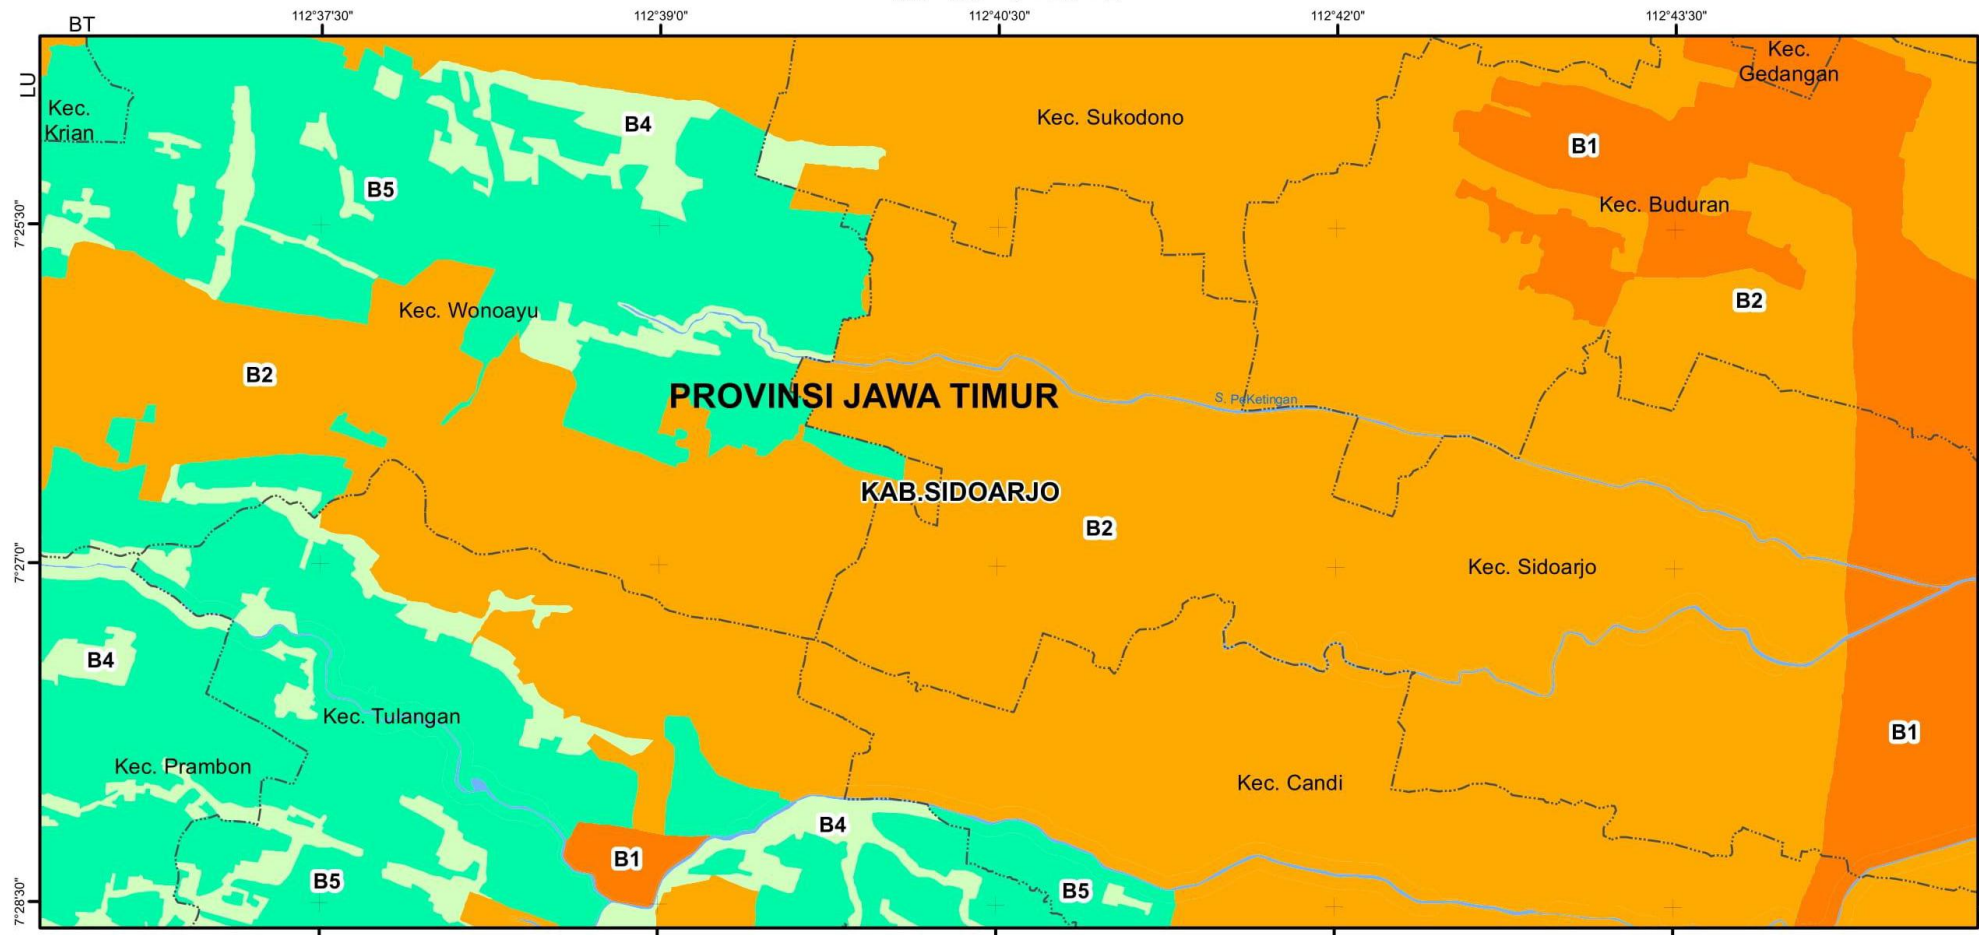 BT
112°37'30"
112°39'0"
112°40'30"
112°42'0"
112°43'30"
LU
Kec.
Gedangan
Kec.
Krian
B4
Kec. Sukodono
B1
B5
Kec. Buduran
7°25'30"
B2
Kec. Wonoayu
B2
PROVINSI JAWA TIMUR
S. PeKetingan
KAB.SIDOARJO
B2
7°27'0"
Kec. Sidoarjo
B4
Kec. Tulangan
B1
Kec. Prambon
Kec. Candi
B4
B1
B5
B5
7°28'30"